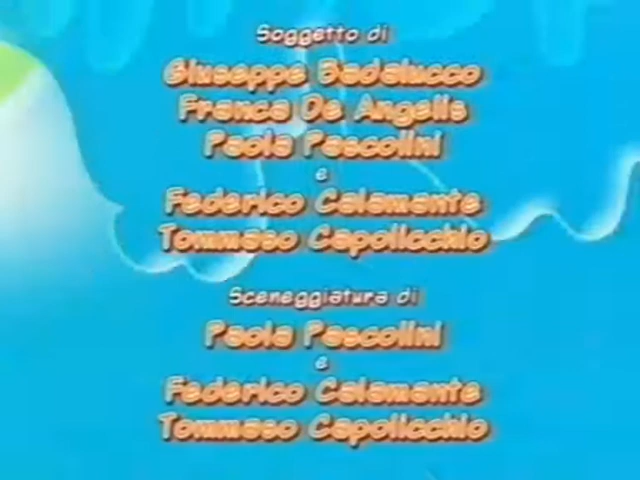 Soggetto di
Giuseppe Badalucco
Franca De Angelis
Paola Pascolini
e
Federico Calamante
Tommaso Capolicchio
Sceneggiatura di
Paola Pascolini
e
Federico Calamante
Tommaso Capolicchio